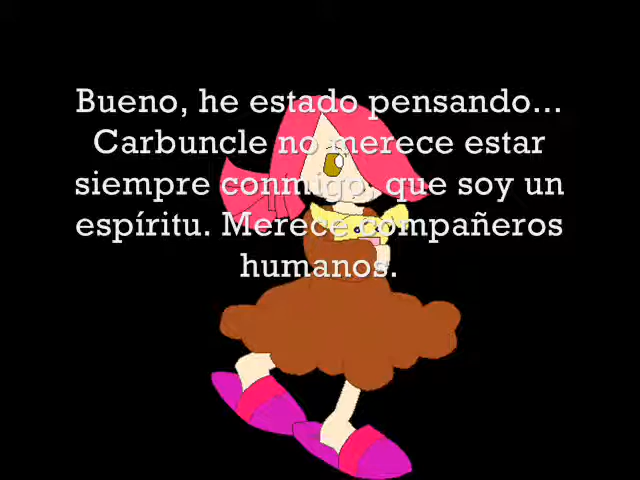 Bueno, he estado pensando...
Carbuncle no merece estar
siempre conmigo, que soy un
espíritu. Merece compañeros
humanos.